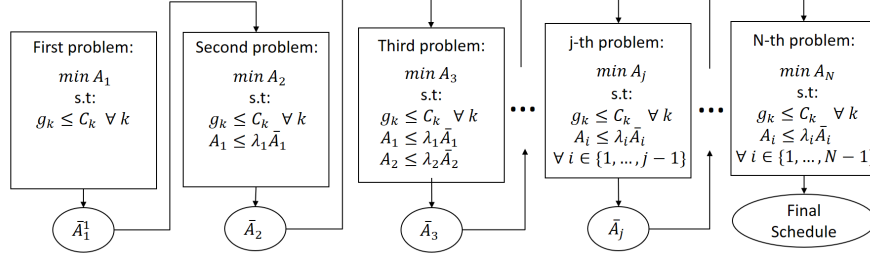 First problem:
min A₁
s.t:
gₖ ≤ Cₖ ∀ k
Ā₁¹
Second problem:
min A₂
s.t:
gₖ ≤ Cₖ ∀ k
A₁ ≤ λ₁Ā₁
Ā₂
Third problem:
min A₃
s.t:
gₖ ≤ Cₖ ∀ k
A₁ ≤ λ₁Ā₁
A₂ ≤ λ₂Ā₂
Ā₃
...
j-th problem:
min Aⱼ
s.t:
gₖ ≤ Cₖ ∀ k
Aᵢ ≤ λᵢĀᵢ
∀ i ∈ {1, ..., j − 1}
Āⱼ
...
N-th problem:
min A_N
s.t:
gₖ ≤ Cₖ ∀ k
Aᵢ ≤ λᵢĀᵢ
∀ i ∈ {1, ..., N − 1}
Final
Schedule